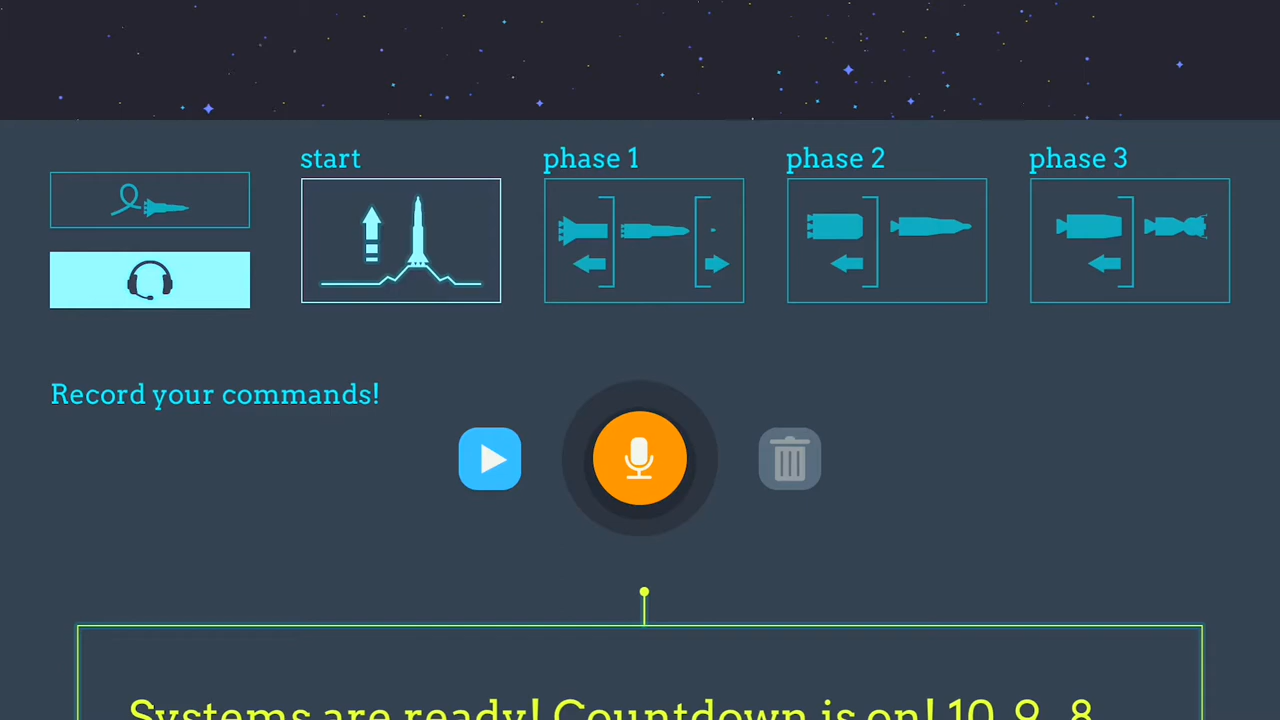 start
phase 1
phase 2
phase 3
Record your commands!
Systems are ready! Countdown is on! 10, 9, 8,